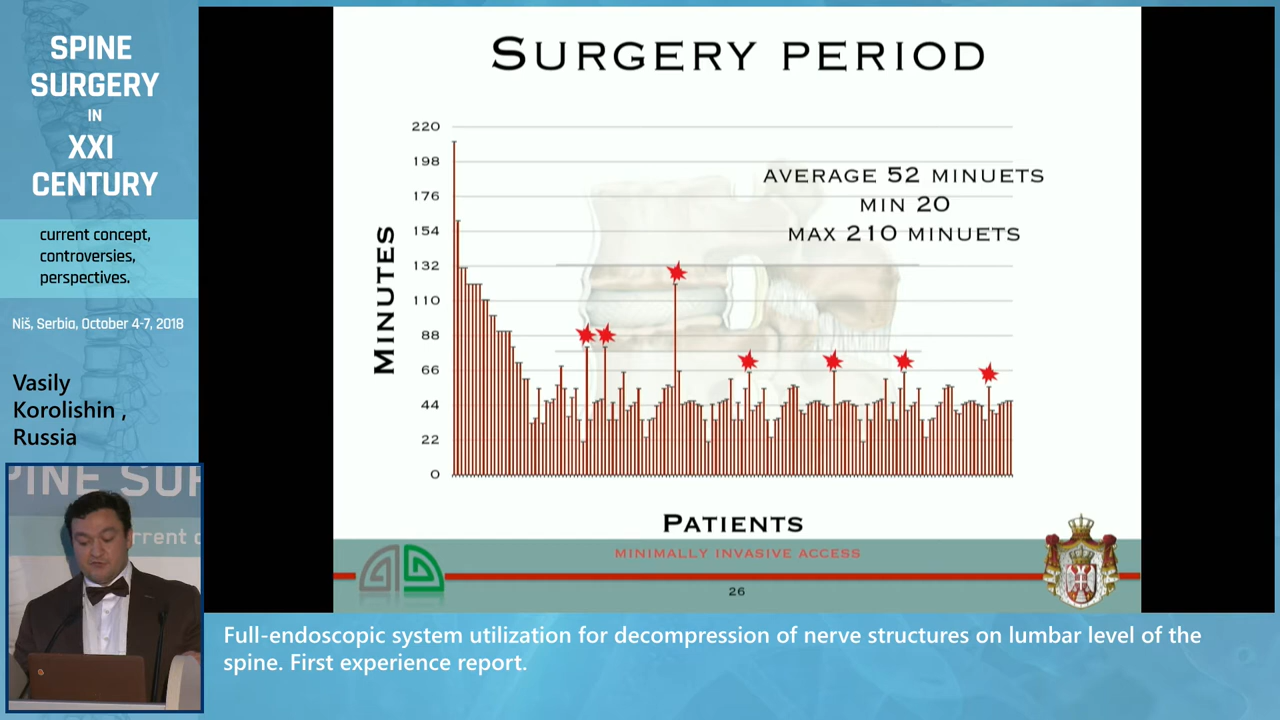 SPINE
SURGERY
IN
XXI
CENTURY
current concept,
controversies,
perspectives.
Niš, Serbia, October 4-7, 2018
Vasily
Korolishin ,
Russia
PINE SUR
rrent c
SURGERY PERIOD
220
198
176
154
132
110
88
66
44
22
0
MINUTES
AVERAGE 52 MINUETS
MIN 20
MAX 210 MINUETS
PATIENTS
MINIMALLY INVASIVE ACCESS
26
Full-endoscopic system utilization for decompression of nerve structures on lumbar level of the
spine. First experience report.